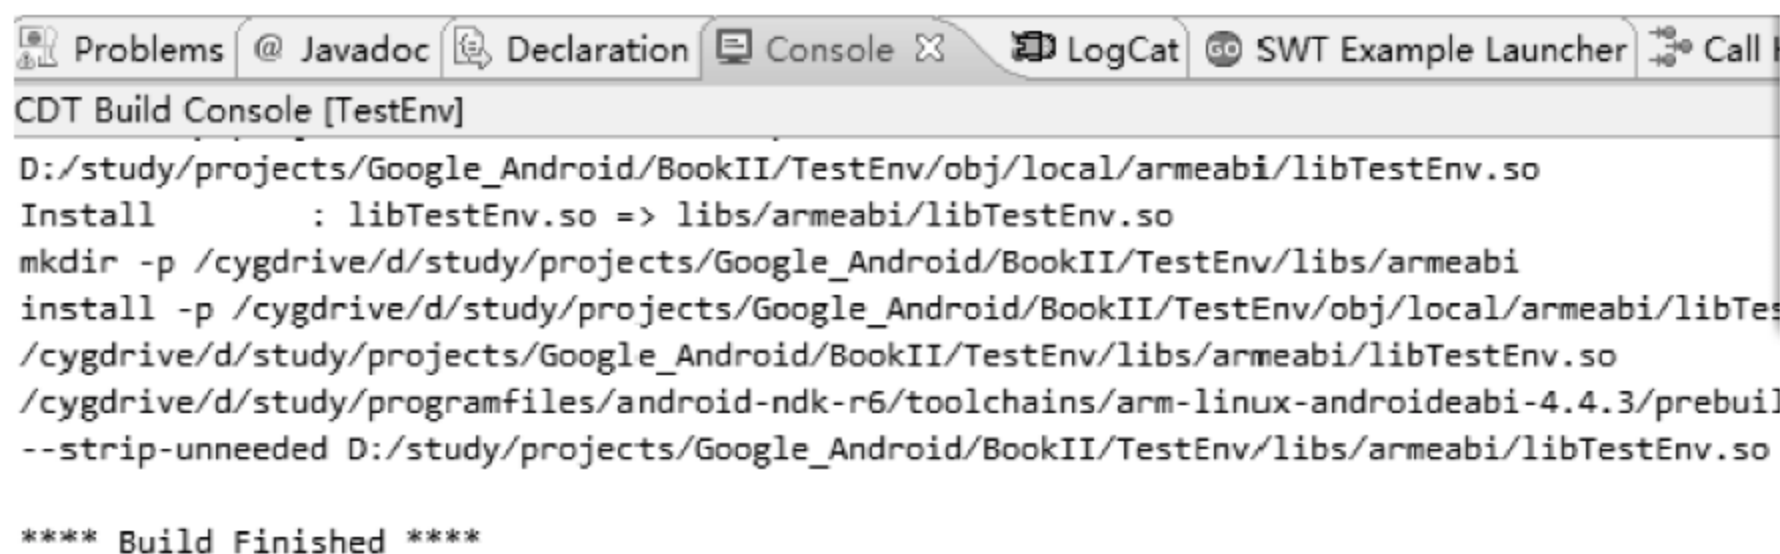 Problems @ Javadoc Declaration Console LogCat SWT Example Launcher Call
CDT Build Console [TestEnv]
D:/study/projects/Google_Android/BookII/TestEnv/obj/local/armeabi/libTestEnv.so
Install : libTestEnv.so => libs/armeabi/libTestEnv.so
mkdir -p /cygdrive/d/study/projects/Google_Android/BookII/TestEnv/libs/armeabi
install -p /cygdrive/d/study/projects/Google_Android/BookII/TestEnv/obj/local/armeabi/libTes
/cygdrive/d/study/projects/Google_Android/BookII/TestEnv/libs/armeabi/libTestEnv.so
/cygdrive/d/study/programfiles/android-ndk-r6/toolchains/arm-linux-androideabi-4.4.3/prebuil
--strip-unneeded D:/study/projects/Google_Android/BookII/TestEnv/libs/armeabi/libTestEnv.so
**** Build Finished ****